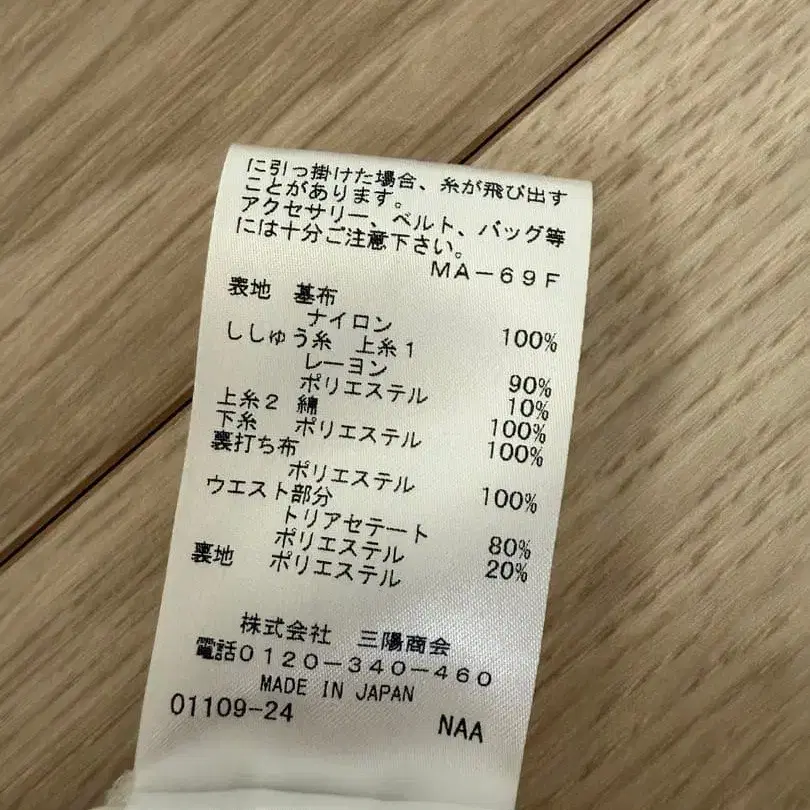 に引っ掛けた場合、糸が飛び出す
ことがあります。
アクセサリー、ベルト、バッグ等
には十分ご注意下さい。
MA-69F
表地 基布
ナイロン 100%
ししゅう糸 上糸1
レーヨン 90%
ポリエステル 10%
上糸2 綿 100%
下糸 ポリエステル 100%
裏打ち布
ポリエステル 100%
ウエスト部分
トリアセテート 80%
ポリエステル 20%
裏地 ポリエステル
株式会社 三陽商会
電話0120-340-460
MADE IN JAPAN
01109-24 NAA